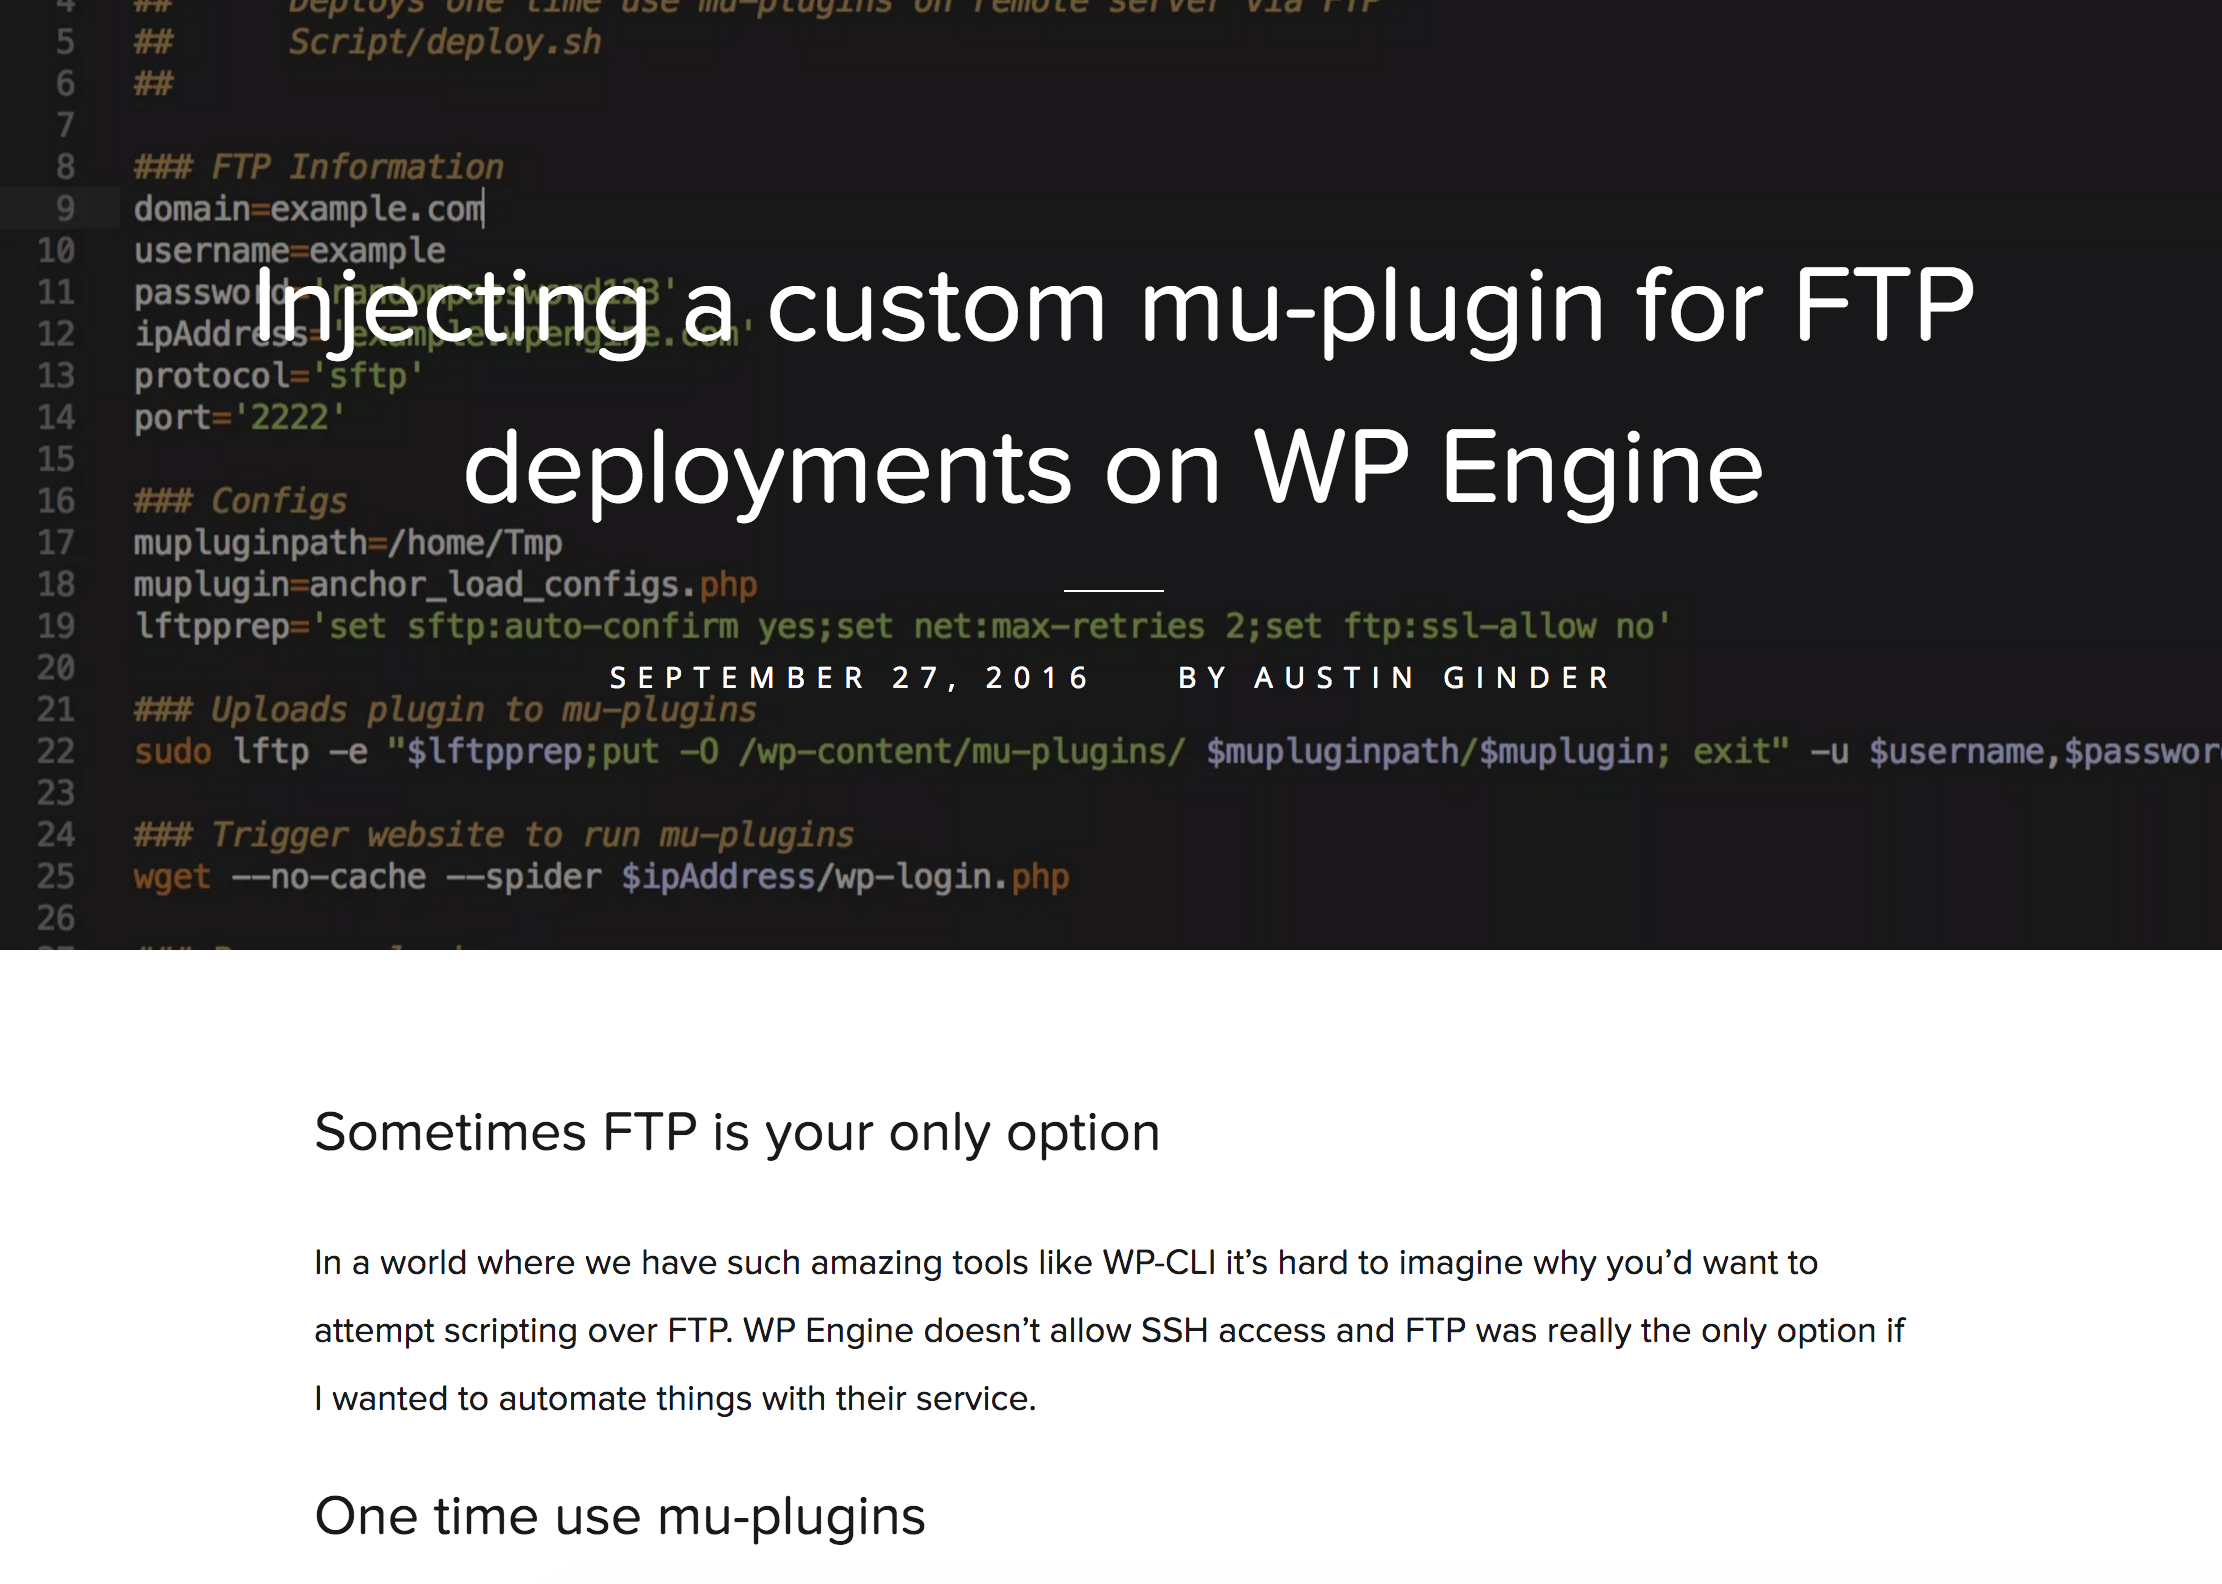 4 ## Deploys one time use mu-plugins on remote server via FTP
5 ## Script/deploy.sh
6 ##
7
8 ### FTP Information
9 domain=example.com
10 username=example
11 password='randompassword123'
12 ipAddress='example.wpengine.com'
13 protocol='sftp'
14 port='2222'
15
16 ### Configs
17 mupluginpath=/home/Tmp
18 muplugin=anchor_load_configs.php
19 lftpprep='set sftp:auto-confirm yes;set net:max-retries 2;set ftp:ssl-allow no'
20
21 ### Uploads plugin to mu-plugins
22 sudo lftp -e "$lftpprep;put -O /wp-content/mu-plugins/ $mupluginpath/$muplugin; exit" -u $username,$passwor
23
24 ### Trigger website to run mu-plugins
25 wget --no-cache --spider $ipAddress/wp-login.php
26
Injecting a custom mu-plugin for FTP
deployments on WP Engine
SEPTEMBER 27, 2016 BY AUSTIN GINDER
Sometimes FTP is your only option
In a world where we have such amazing tools like WP-CLI it's hard to imagine why you'd want to
attempt scripting over FTP. WP Engine doesn't allow SSH access and FTP was really the only option if
I wanted to automate things with their service.
One time use mu-plugins